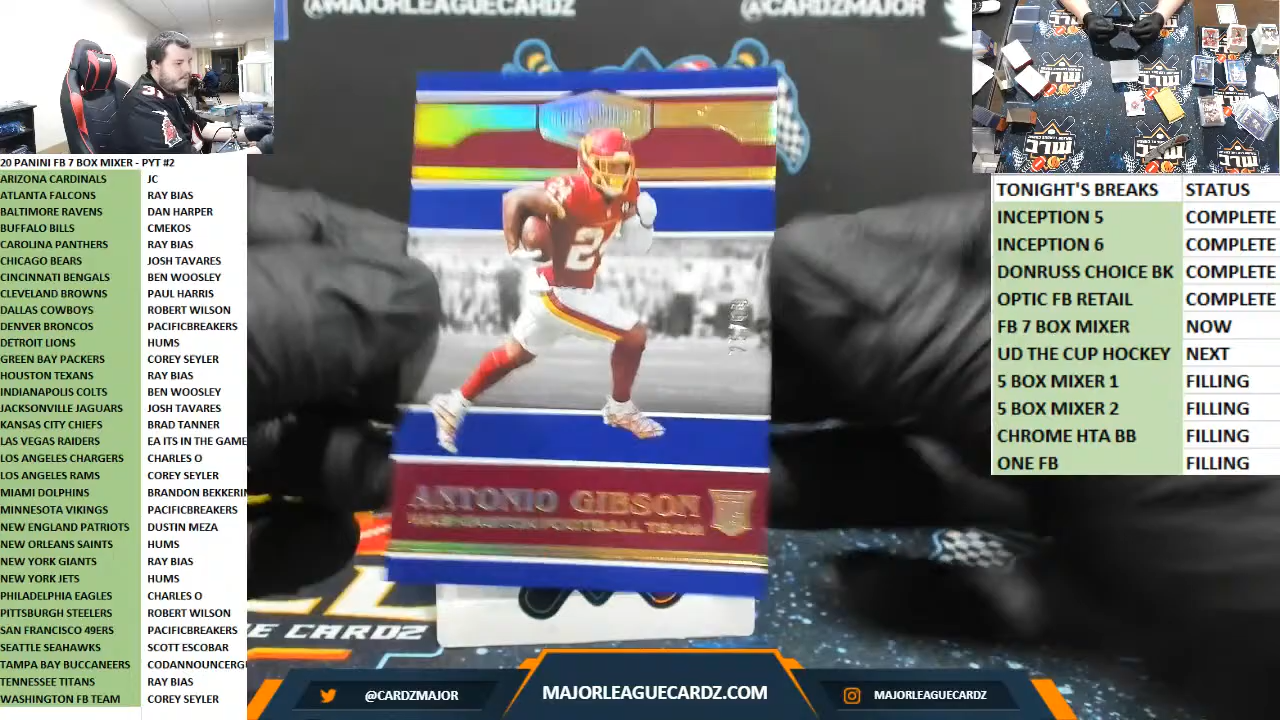 @MAJORLEAGUECARDZ
@CARDZMAJOR
20 PANINI FB 7 BOX MIXER - PYT #2
ARIZONA CARDINALS JC
ATLANTA FALCONS RAY BIAS
BALTIMORE RAVENS DAN HARPER
BUFFALO BILLS CMEKOS
CAROLINA PANTHERS RAY BIAS
CHICAGO BEARS JOSH TAVARES
CINCINNATI BENGALS BEN WOOSLEY
CLEVELAND BROWNS PAUL HARRIS
DALLAS COWBOYS ROBERT WILSON
DENVER BRONCOS PACIFICBREAKERS
DETROIT LIONS HUMS
GREEN BAY PACKERS COREY SEYLER
HOUSTON TEXANS RAY BIAS
INDIANAPOLIS COLTS BEN WOOSLEY
JACKSONVILLE JAGUARS JOSH TAVARES
KANSAS CITY CHIEFS BRAD TANNER
LAS VEGAS RAIDERS EA ITS IN THE GAME
LOS ANGELES CHARGERS CHARLES O
LOS ANGELES RAMS COREY SEYLER
MIAMI DOLPHINS BRANDON BEKKERIN
MINNESOTA VIKINGS PACIFICBREAKERS
NEW ENGLAND PATRIOTS DUSTIN MEZA
NEW ORLEANS SAINTS HUMS
NEW YORK GIANTS RAY BIAS
NEW YORK JETS HUMS
PHILADELPHIA EAGLES CHARLES O
PITTSBURGH STEELERS ROBERT WILSON
SAN FRANCISCO 49ERS PACIFICBREAKERS
SEATTLE SEAHAWKS SCOTT ESCOBAR
TAMPA BAY BUCCANEERS CODANNOUNCERG
TENNESSEE TITANS RAY BIAS
WASHINGTON FB TEAM COREY SEYLER
24
ANTONIO GIBSON
WASHINGTON FOOTBALL TEAM
E CARDZ
TONIGHT'S BREAKS STATUS
INCEPTION 5 COMPLETE
INCEPTION 6 COMPLETE
DONRUSS CHOICE BK COMPLETE
OPTIC FB RETAIL COMPLETE
FB 7 BOX MIXER NOW
UD THE CUP HOCKEY NEXT
5 BOX MIXER 1 FILLING
5 BOX MIXER 2 FILLING
CHROME HTA BB FILLING
ONE FB FILLING
@CARDZMAJOR
MAJORLEAGUECARDZ.COM
MAJORLEAGUECARDZ